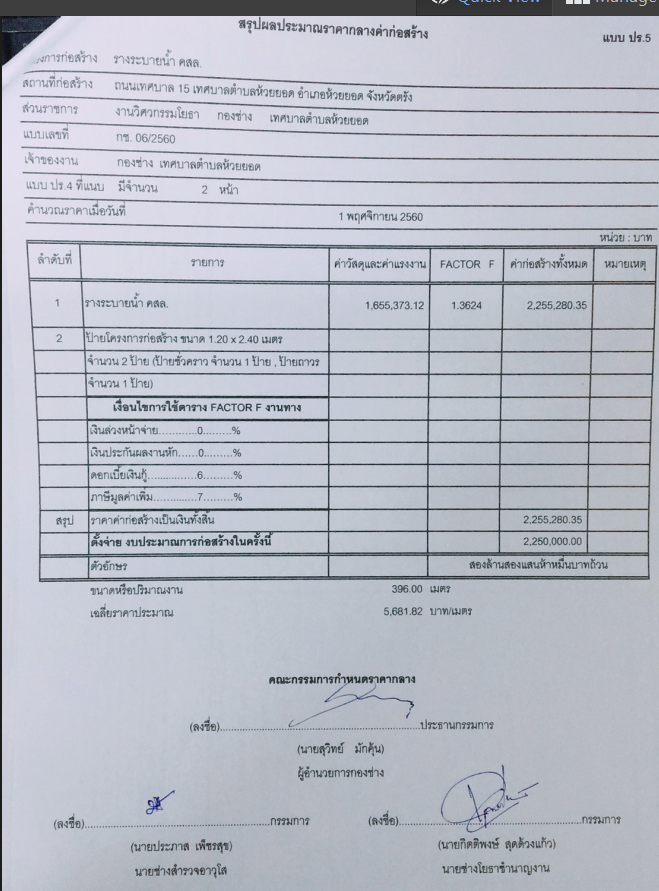 Quick View Manage
สรุปผลประมาณราคากลางค่าก่อสร้าง
แบบ ปร.5
การก่อสร้าง รางระบายน้ำ คสล.
สถานที่ก่อสร้าง ถนนเทศบาล 15 เทศบาลตำบลห้วยยอด อำเภอห้วยยอด จังหวัดตรัง
ส่วนราชการ งานวิศวกรรมโยธา กองช่าง เทศบาลตำบลห้วยยอด
แบบเลขที่ กช. 06/2560
เจ้าของงาน กองช่าง เทศบาลตำบลห้วยยอด
แบบ ปร.4 ที่แนบ มีจำนวน 2 หน้า
คำนวณราคาเมื่อวันที่ 1 พฤศจิกายน 2560
หน่วย : บาท
ลำดับที่ รายการ ค่าวัสดุและค่าแรงงาน FACTOR F ค่าก่อสร้างทั้งหมด หมายเหตุ
1 รางระบายน้ำ คสล. 1,655,373.12 1.3624 2,255,280.35
2 ป้ายโครงการก่อสร้าง ขนาด 1.20 x 2.40 เมตร
จำนวน 2 ป้าย (ป้ายชั่วคราว จำนวน 1 ป้าย , ป้ายถาวร
จำนวน 1 ป้าย)
เงื่อนไขการใช้ตาราง FACTOR F งานทาง
เงินล่วงหน้าจ่าย............0.........%
เงินประกันผลงานหัก......0.........%
ดอกเบี้ยเงินกู้...............6.........%
ภาษีมูลค่าเพิ่ม.............7.........%
สรุป ราคาค่าก่อสร้างเป็นเงินทั้งสิ้น 2,255,280.35
ตั้งจ่าย งบประมาณการก่อสร้างในครั้งนี้ 2,250,000.00
ตัวอักษร สองล้านสองแสนห้าหมื่นบาทถ้วน
ขนาดหรือปริมาณงาน 396.00 เมตร
เฉลี่ยราคาประมาณ 5,681.82 บาท/เมตร
คณะกรรมการกำหนดราคากลาง
(ลงชื่อ)..................................................ประธานกรรมการ
(นายสุวิทย์ มักคุ้น)
ผู้อำนวยการกองช่าง
(ลงชื่อ)..............................................กรรมการ (ลงชื่อ)..............................................กรรมการ
(นายประภาส เพ็ชรสุข) (นายกิตติพงษ์ สุดด้วงแก้ว)
นายช่างสำรวจอาวุโส นายช่างโยธาชำนาญงาน